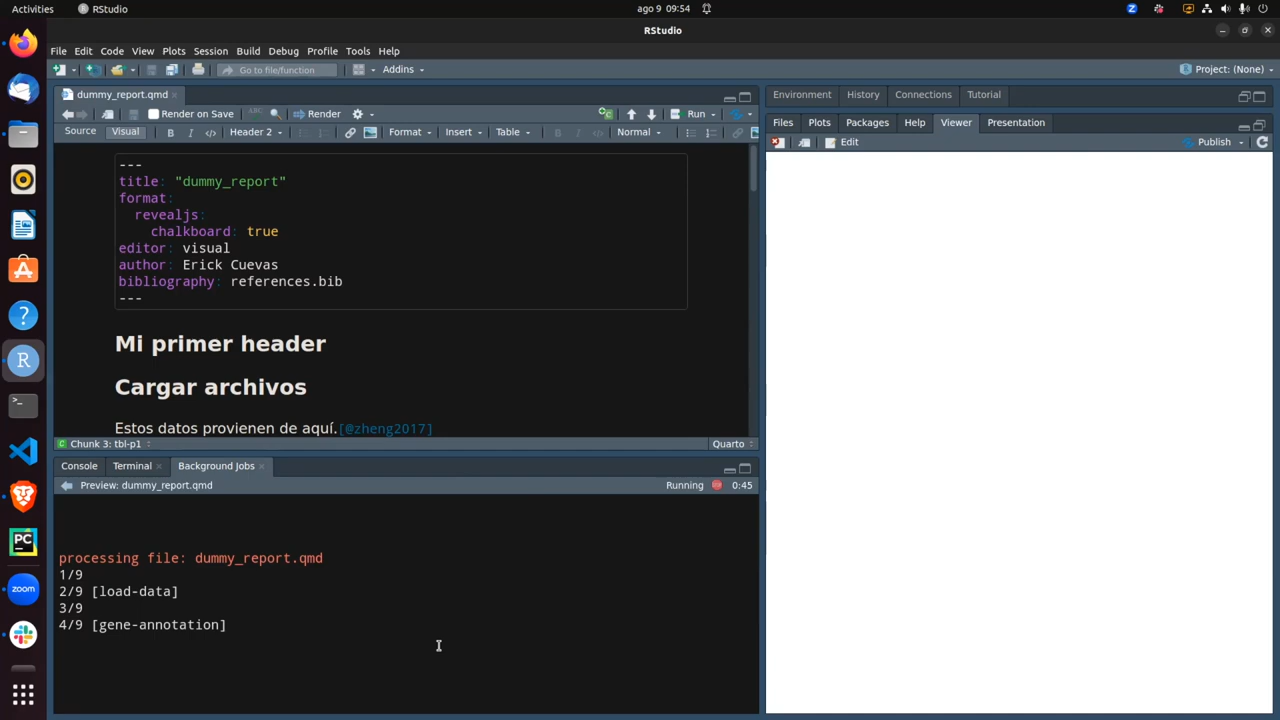 Activities RStudio ago 9 09:54
RStudio
File Edit Code View Plots Session Build Debug Profile Tools Help
Go to file/function Addins Project: (None)
dummy_report.qmd
Render on Save ABC Render Run
Source Visual B I </> Header 2 Format Insert Table B I </> Normal
---
title: "dummy_report"
format:
revealjs:
chalkboard: true
editor: visual
author: Erick Cuevas
bibliography: references.bib
---
Mi primer header
Cargar archivos
Estos datos provienen de aquí.[@zheng2017]
Chunk 3: tbl-p1 Quarto
Console Terminal Background Jobs
Preview: dummy_report.qmd Running STOP 0:45
processing file: dummy_report.qmd
1/9
2/9 [load-data]
3/9
4/9 [gene-annotation]
Environment History Connections Tutorial
Files Plots Packages Help Viewer Presentation
Edit Publish
?
R
>_
PC
zoom
Z